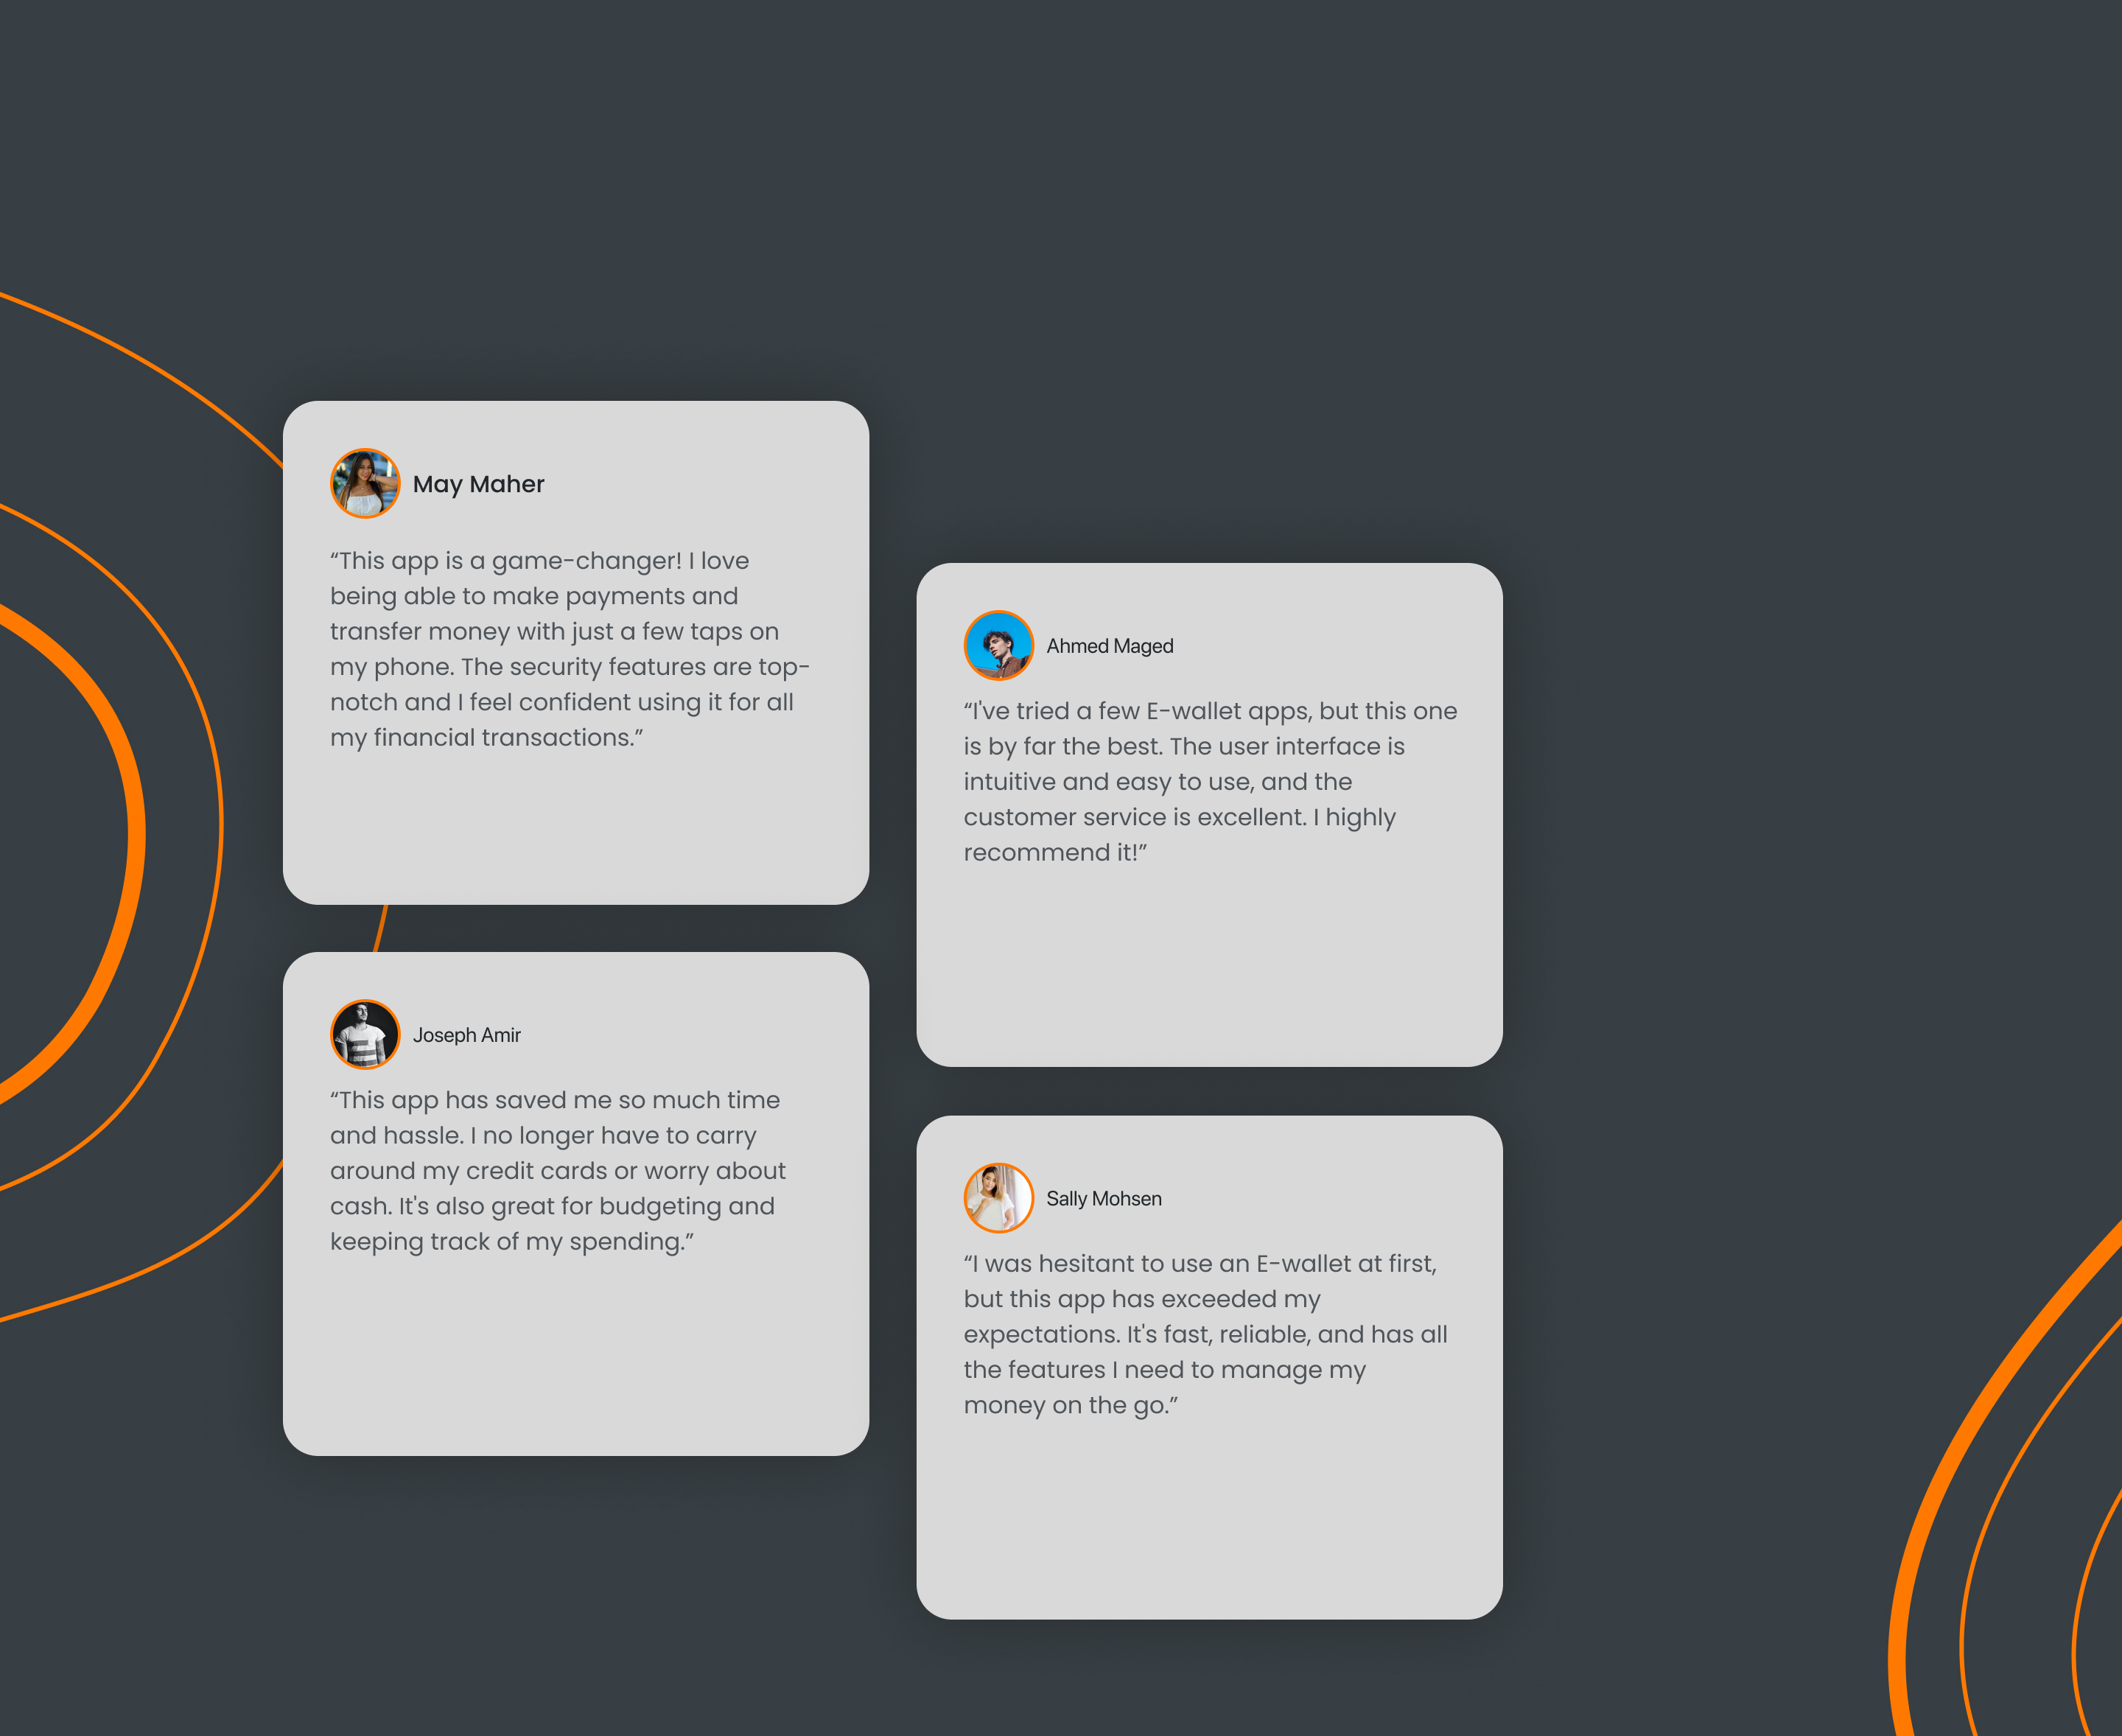 May Maher
“This app is a game-changer! I love
being able to make payments and
transfer money with just a few taps on
my phone. The security features are top-
notch and I feel confident using it for all
my financial transactions.”
Joseph Amir
“This app has saved me so much time
and hassle. I no longer have to carry
around my credit cards or worry about
cash. It's also great for budgeting and
keeping track of my spending.”
Ahmed Maged
“I've tried a few E-wallet apps, but this one
is by far the best. The user interface is
intuitive and easy to use, and the
customer service is excellent. I highly
recommend it!”
Sally Mohsen
“I was hesitant to use an E-wallet at first,
but this app has exceeded my
expectations. It's fast, reliable, and has all
the features I need to manage my
money on the go.”